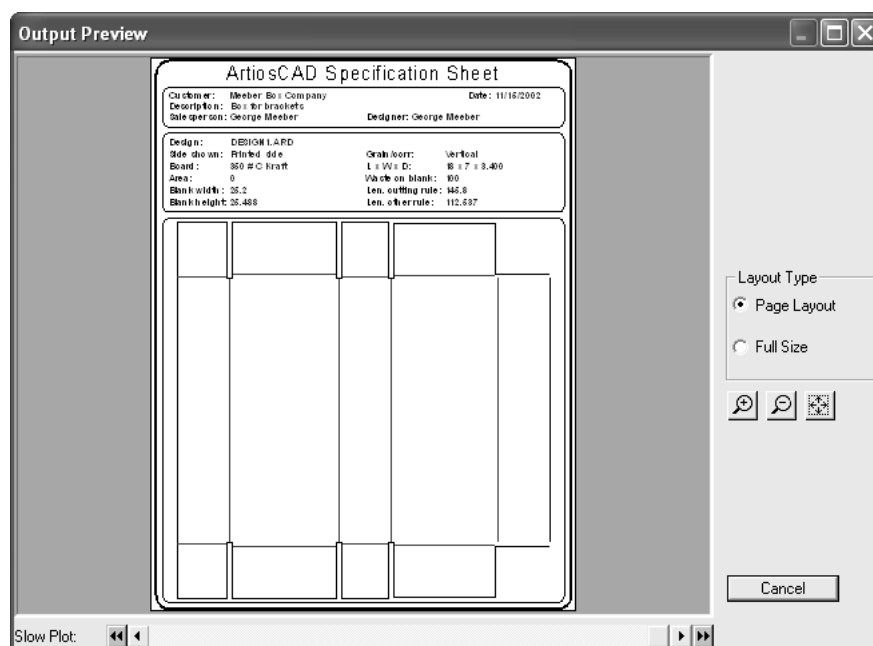 Output Preview
ArtiosCAD Specification Sheet
Customer: Meeber Box Company Date: 11/15/2002
Description: Box for brackets
Salesperson: George Meeber Designer: George Meeber
Design: DESIGN1.ARD
Side shown: Printed side Grain/corr: Vertical
Board: 350 # C Kraft L x W x D: 18 x 7 x 3.400
Area: 0 Waste on blank: 100
Blank width: 25.2 Len. cutting rule: 145.8
Blank height: 25.488 Len. other rule: 112.537
Layout Type
Page Layout
Full Size
Cancel
Slow Plot: